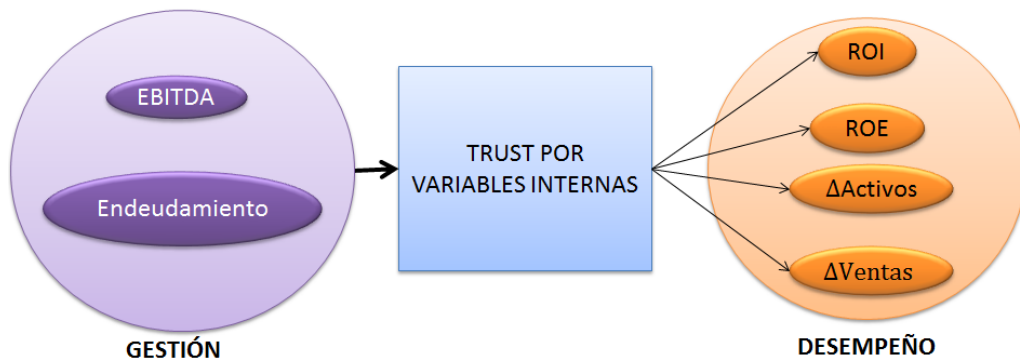 EBITDA
Endeudamiento
GESTIÓN
TRUST POR
VARIABLES INTERNAS
ROI
ROE
ΔActivos
ΔVentas
DESEMPEÑO